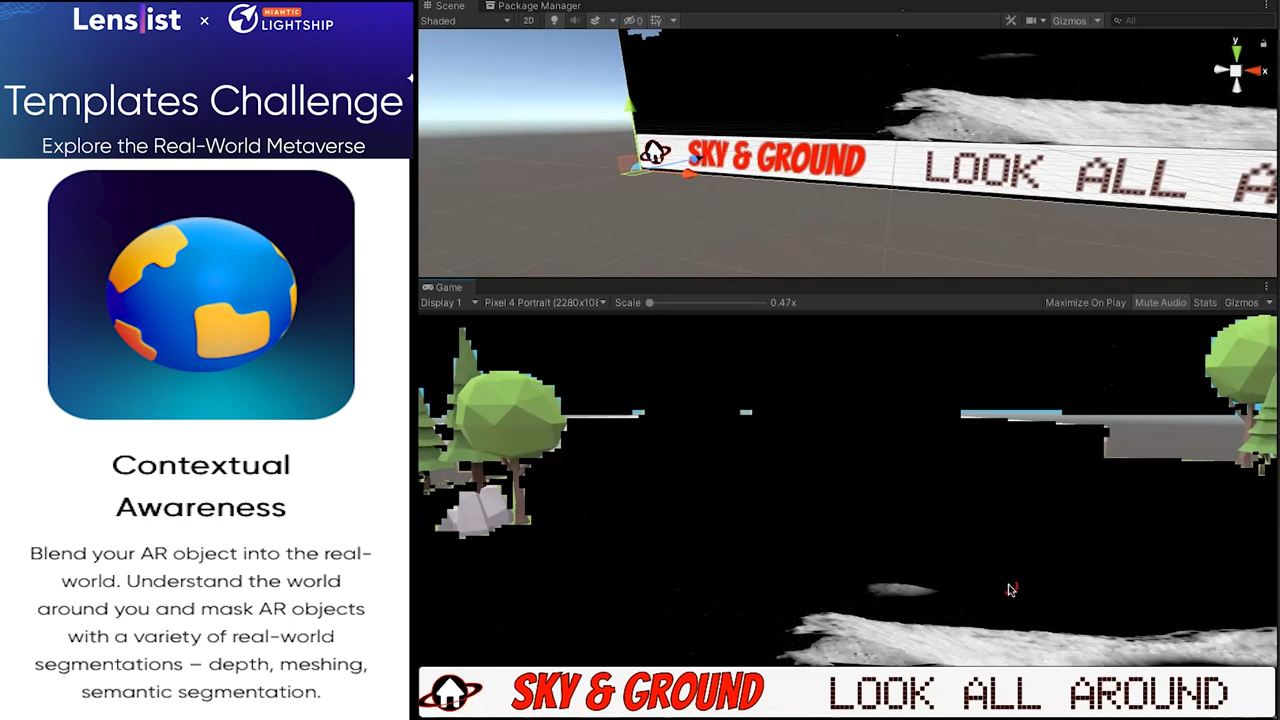 Lenslist × NIANTIC LIGHTSHIP
Templates Challenge
Explore the Real-World Metaverse
Contextual
Awareness
Blend your AR object into the real-
world. Understand the world
around you and mask AR objects
with a variety of real-world
segmentations – depth, meshing,
semantic segmentation.
Scene Package Manager
Shaded 2D 0 Gizmos All
y
x
SKY & GROUND LOOK ALL A
Game
Display 1 Pixel 4 Portrait (2280x108 Scale 0.47x Maximize On Play Mute Audio Stats Gizmos
SKY & GROUND LOOK ALL AROUND